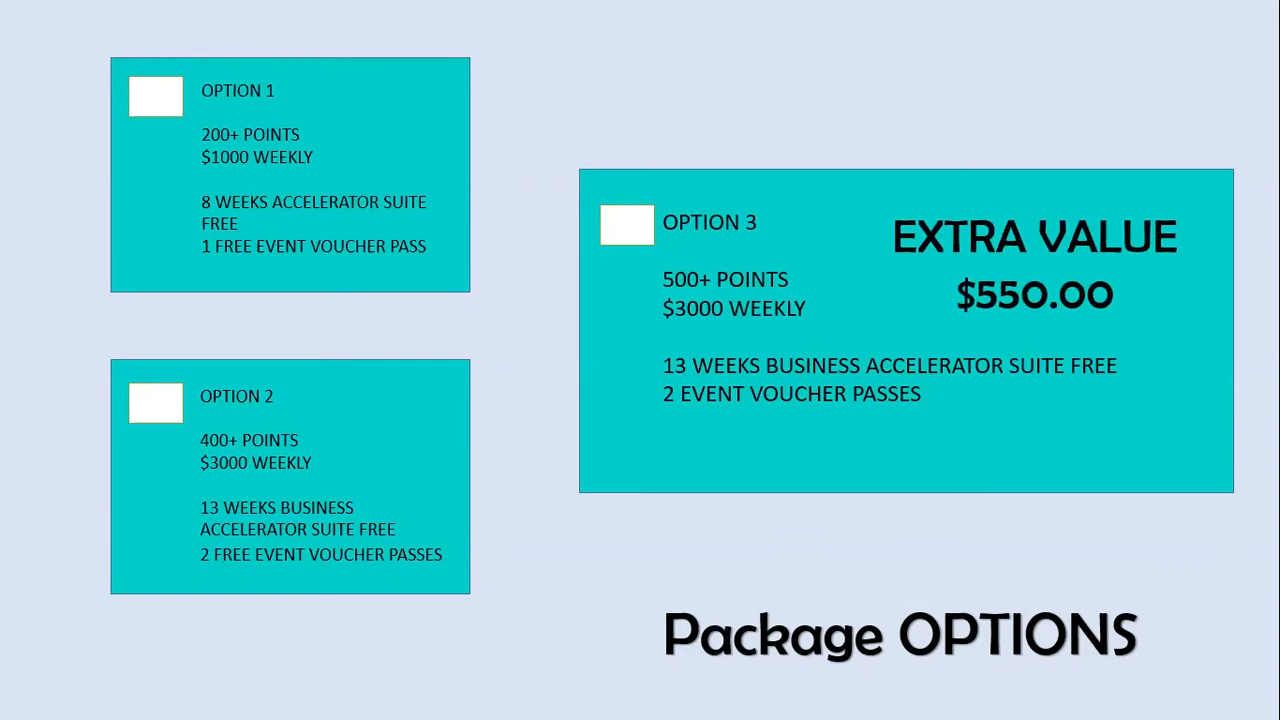 OPTION 1
200+ POINTS
$1000 WEEKLY
8 WEEKS ACCELERATOR SUITE
FREE
1 FREE EVENT VOUCHER PASS
OPTION 2
400+ POINTS
$3000 WEEKLY
13 WEEKS BUSINESS
ACCELERATOR SUITE FREE
2 FREE EVENT VOUCHER PASSES
OPTION 3
500+ POINTS
$3000 WEEKLY
13 WEEKS BUSINESS ACCELERATOR SUITE FREE
2 EVENT VOUCHER PASSES
EXTRA VALUE
$550.00
Package OPTIONS